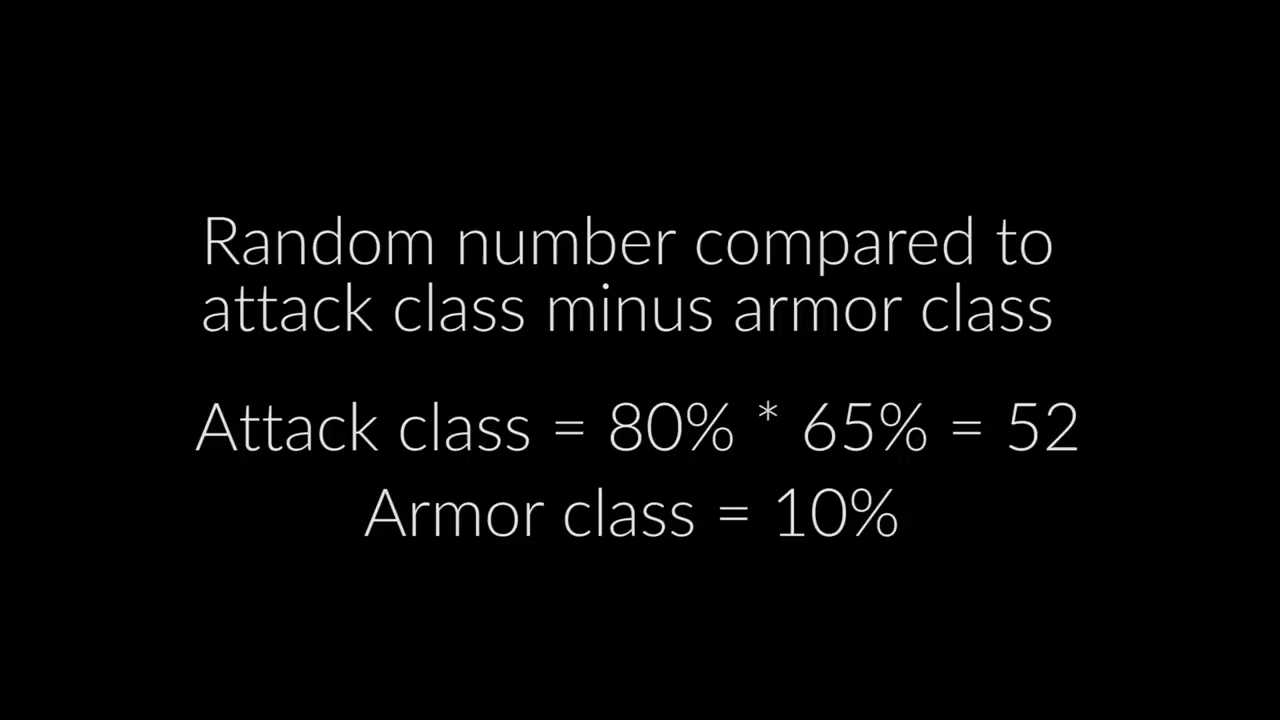 Random number compared to
attack class minus armor class
Attack class = 80% * 65% = 52
Armor class = 10%